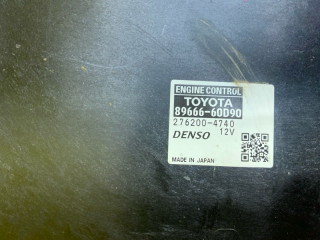 ENGINE CONTROL
TOYOTA
89666-60D90
276200-4740
DENSO 12V
MADE IN JAPAN